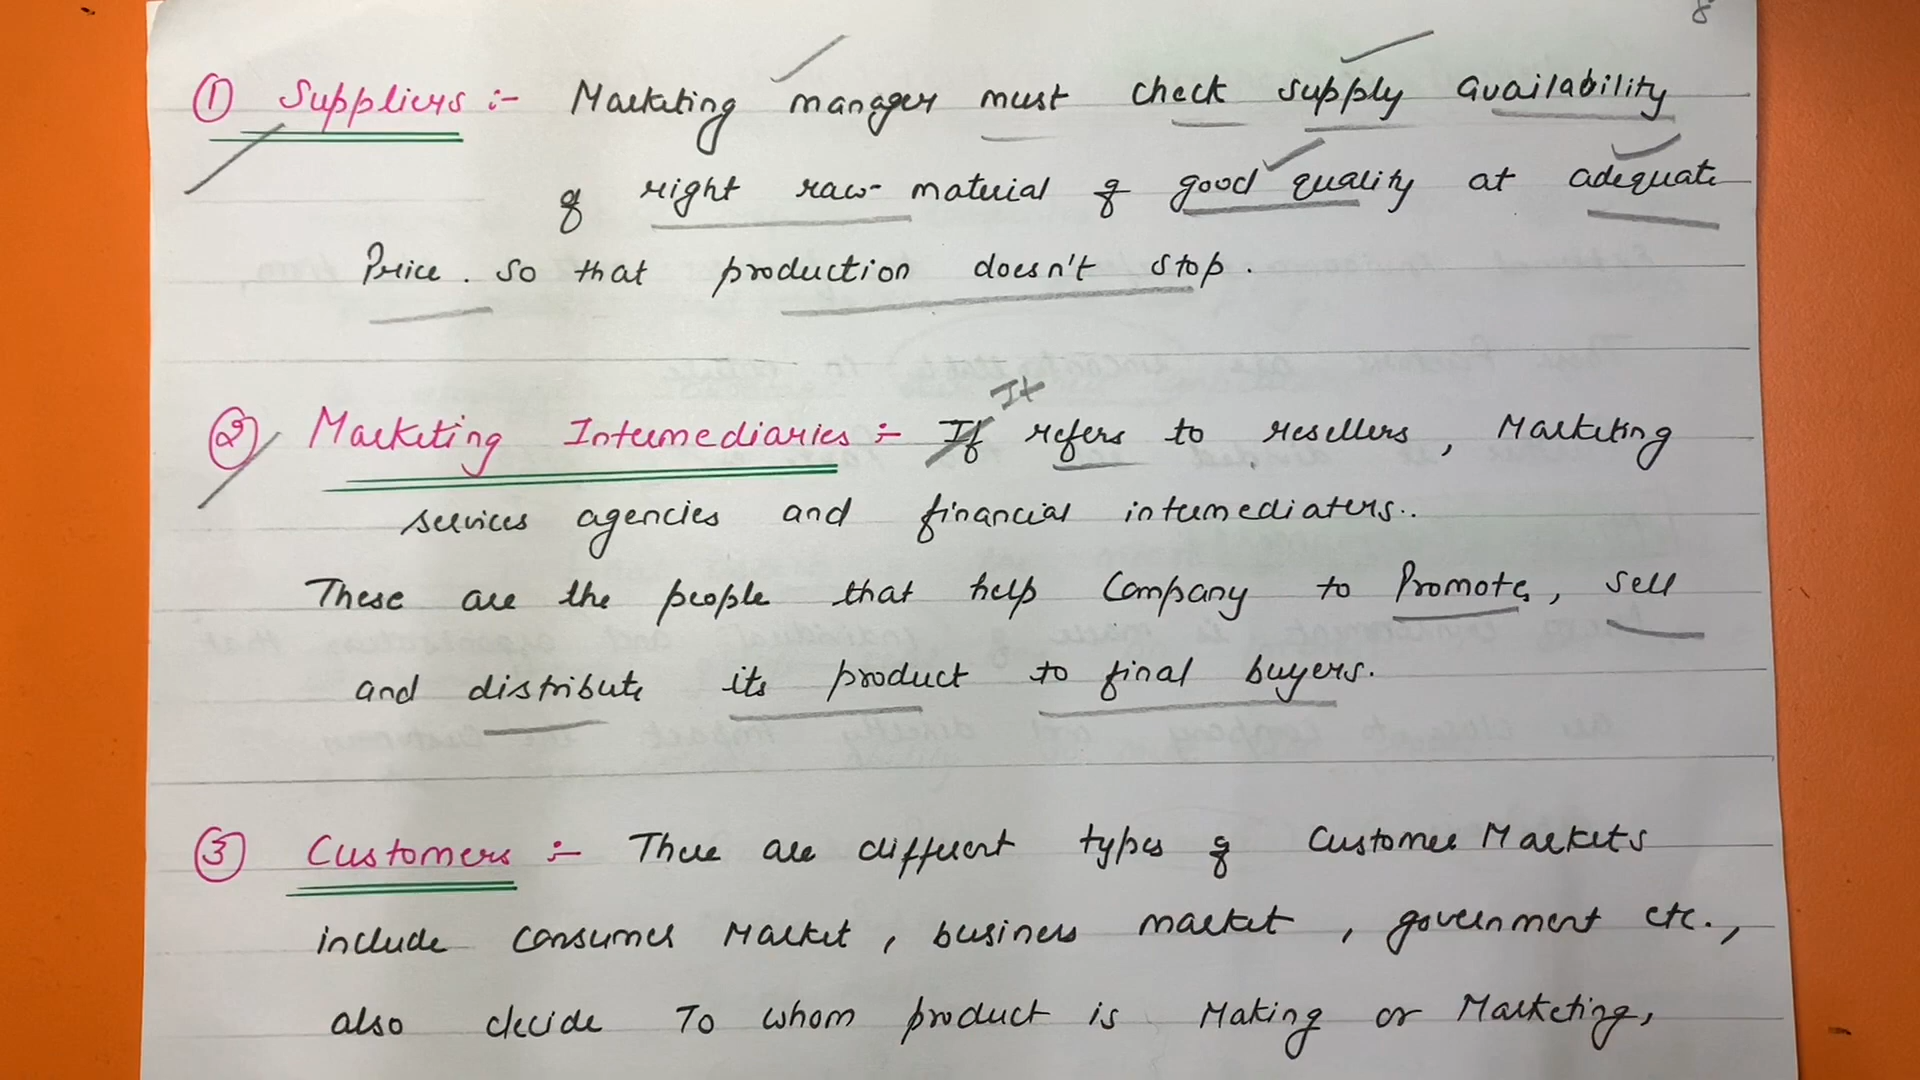 8
① Suppliers :- Marketing manager must check supply availability
of right raw-material of good quality at adequate
Price. so that production doesn't stop.
It
② Marketing Intermediaries :- If refers to resellers, Marketing
services agencies and financial intermediaters..
These are the people that help Company to Promote, sell
and distribute its product to final buyers.
③ Customers :- There are different types of Customer Markets
include consumer Market, business market, government etc.,
also decide To whom product is Making or Marketing,